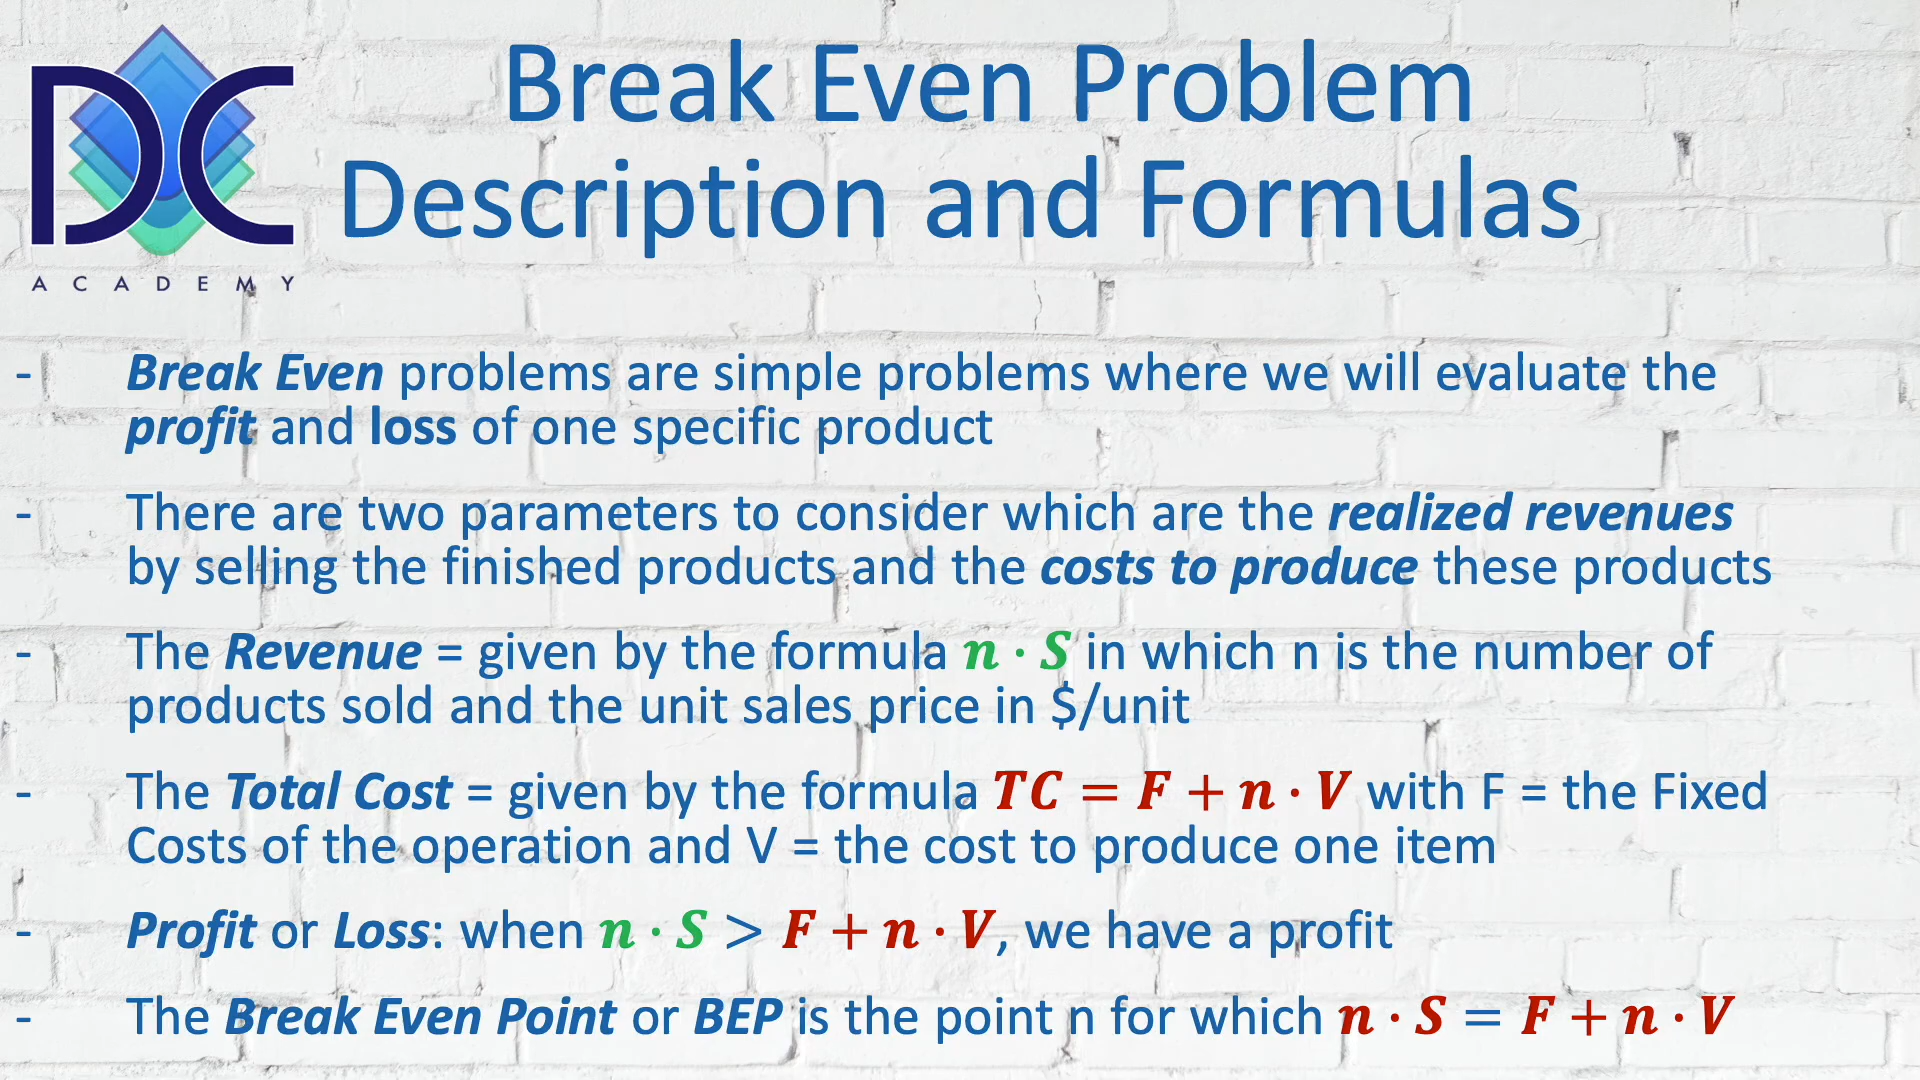 DC
ACADEMY
Break Even Problem
Description and Formulas
- Break Even problems are simple problems where we will evaluate the
profit and loss of one specific product
- There are two parameters to consider which are the realized revenues
by selling the finished products and the costs to produce these products
- The Revenue = given by the formula n · S in which n is the number of
products sold and the unit sales price in $/unit
- The Total Cost = given by the formula TC = F + n · V with F = the Fixed
Costs of the operation and V = the cost to produce one item
- Profit or Loss: when n · S > F + n · V, we have a profit
- The Break Even Point or BEP is the point n for which n · S = F + n · V